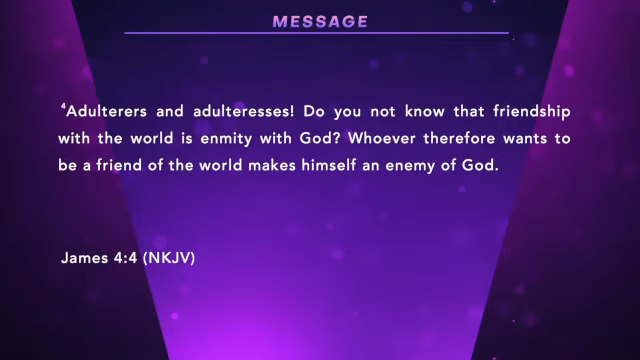 MESSAGE
⁴Adulterers and adulteresses! Do you not know that friendship
with the world is enmity with God? Whoever therefore wants to
be a friend of the world makes himself an enemy of God.
James 4:4 (NKJV)